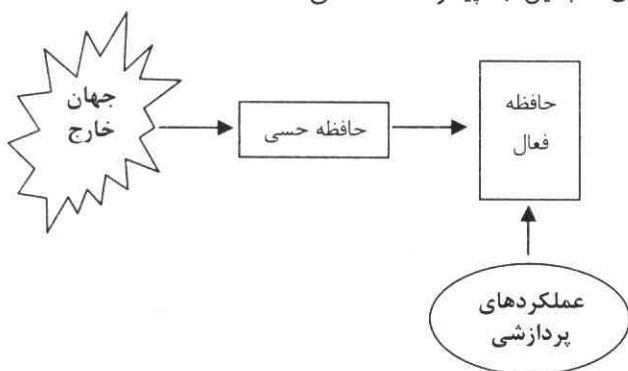 جهان
خارج
حافظه حسی
حافظه
فعال
عملکردهای
پردازشی